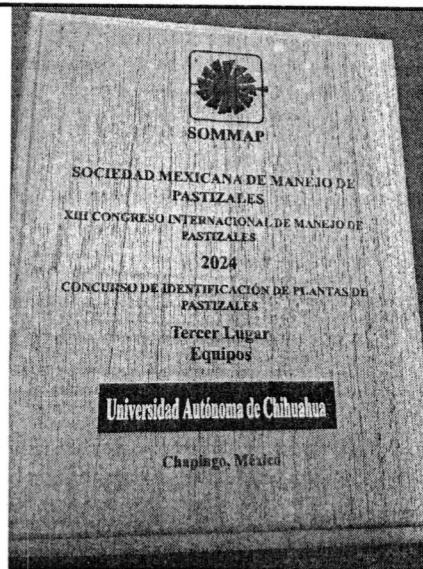 SOMMAP
SOCIEDAD MEXICANA DE MANEJO DE
PASTIZALES
XIII CONGRESO INTERNACIONAL DE MANEJO DE
PASTIZALES
2024
CONCURSO DE IDENTIFICACIÓN DE PLANTAS DE
PASTIZALES
Tercer Lugar
Equipos
Universidad Autónoma de Chihuahua
Chapingo, México